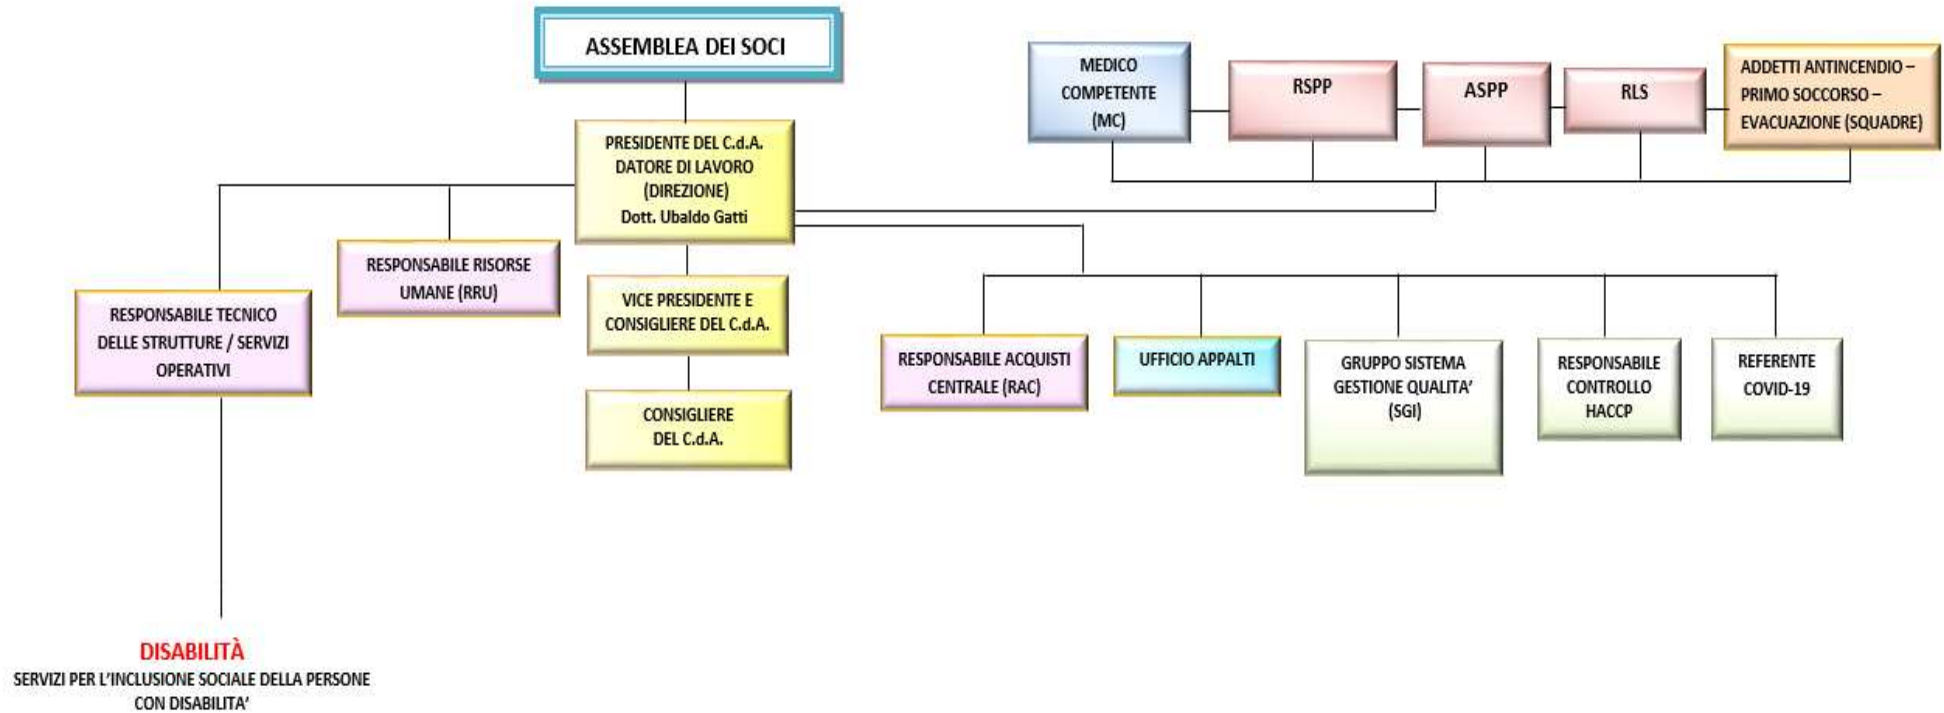 ASSEMBLEA DEI SOCI
MEDICO
COMPETENTE
(MC)
RSPP
ASPP
RLS
ADDETTI ANTINCENDIO –
PRIMO SOCCORSO –
EVACUAZIONE (SQUADRE)
PRESIDENTE DEL C.d.A.
DATORE DI LAVORO
(DIREZIONE)
Dott. Ubaldo Gatti
RESPONSABILE RISORSE
UMANE (RRU)
RESPONSABILE TECNICO
DELLE STRUTTURE / SERVIZI
OPERATIVI
VICE PRESIDENTE E
CONSIGLIERE DEL C.d.A.
CONSIGLIERE
DEL C.d.A.
RESPONSABILE ACQUISTI
CENTRALE (RAC)
UFFICIO APPALTI
GRUPPO SISTEMA
GESTIONE QUALITA'
(SGI)
RESPONSABILE
CONTROLLO
HACCP
REFERENTE
COVID-19
DISABILITÀ
SERVIZI PER L'INCLUSIONE SOCIALE DELLA PERSONE
CON DISABILITA'